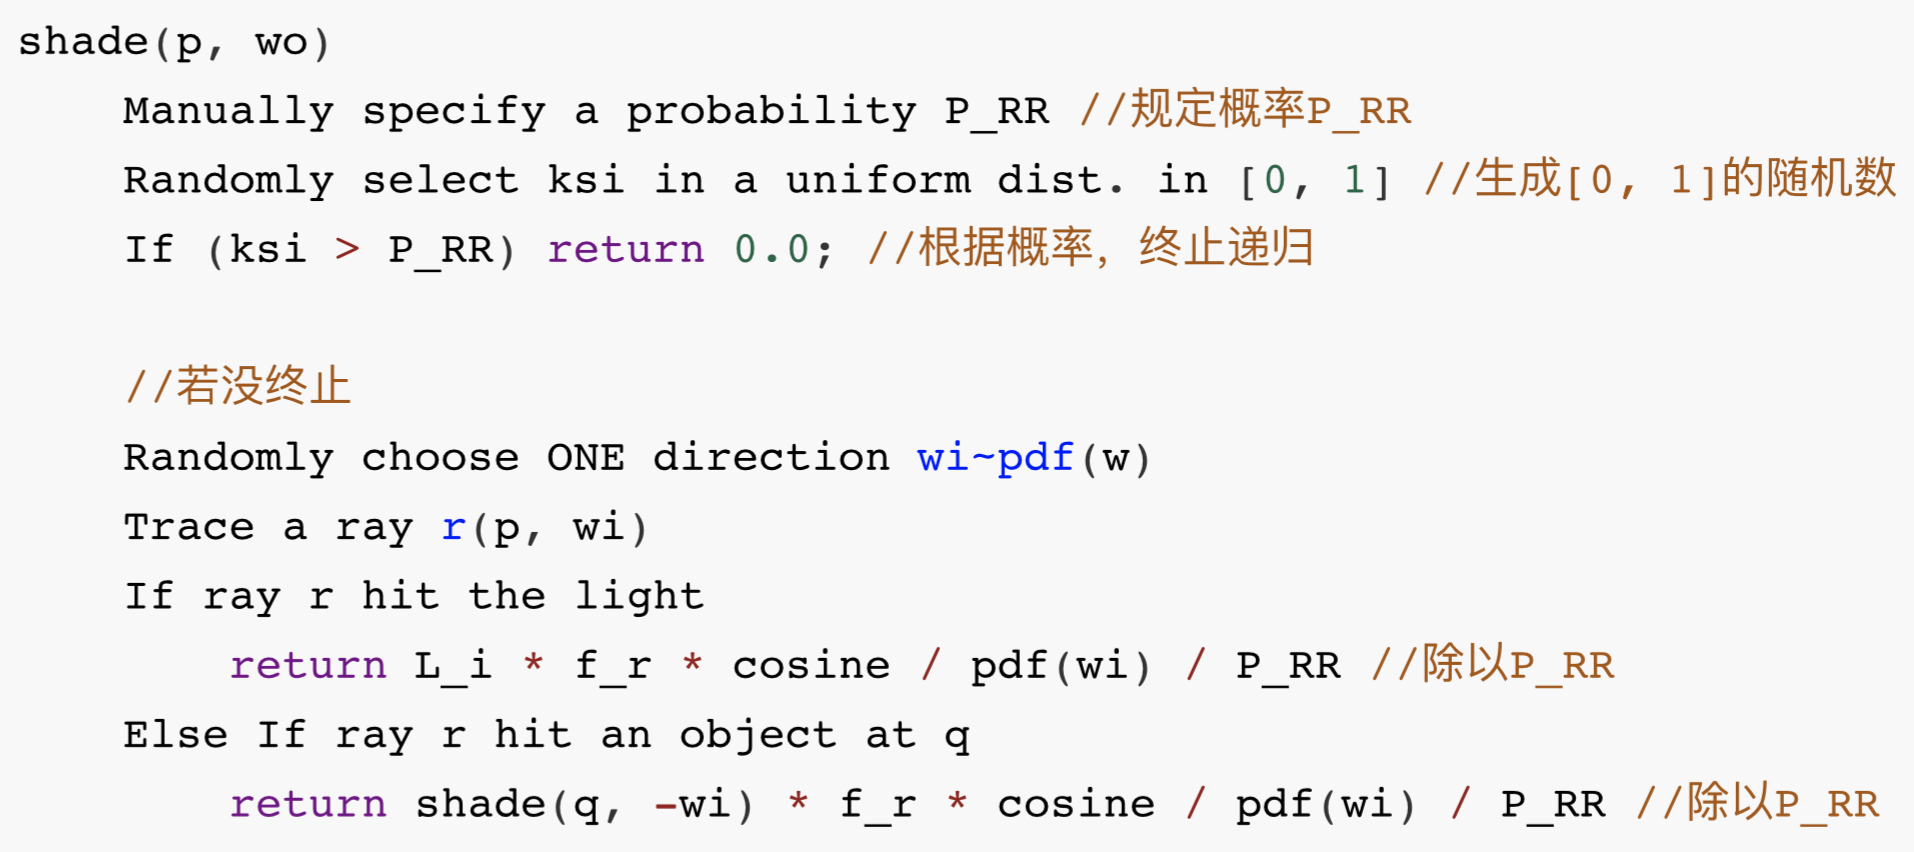 shade(p, wo)
    Manually specify a probability P_RR //规定概率P_RR
    Randomly select ksi in a uniform dist. in [0, 1] //生成[0, 1]的随机数
    If (ksi > P_RR) return 0.0; //根据概率，终止递归
    //若没终止
    Randomly choose ONE direction wi~pdf(w)
    Trace a ray r(p, wi)
    If ray r hit the light
        return L_i * f_r * cosine / pdf(wi) / P_RR //除以P_RR
    Else If ray r hit an object at q
        return shade(q, -wi) * f_r * cosine / pdf(wi) / P_RR //除以P_RR